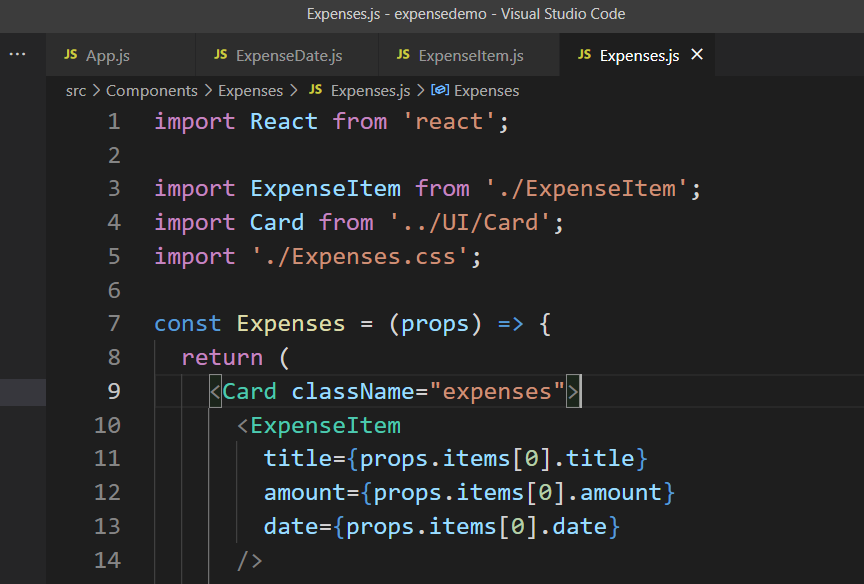 Expenses.js - expensedemo - Visual Studio Code
... JS App.js JS ExpenseDate.js JS ExpenseItem.js JS Expenses.js ×
src > Components > Expenses > JS Expenses.js > Expenses
1 import React from 'react';
2
3 import ExpenseItem from './ExpenseItem';
4 import Card from '../UI/Card';
5 import './Expenses.css';
6
7 const Expenses = (props) => {
8 return (
9 <Card className="expenses">
10 <ExpenseItem
11 title={props.items[0].title}
12 amount={props.items[0].amount}
13 date={props.items[0].date}
14 />